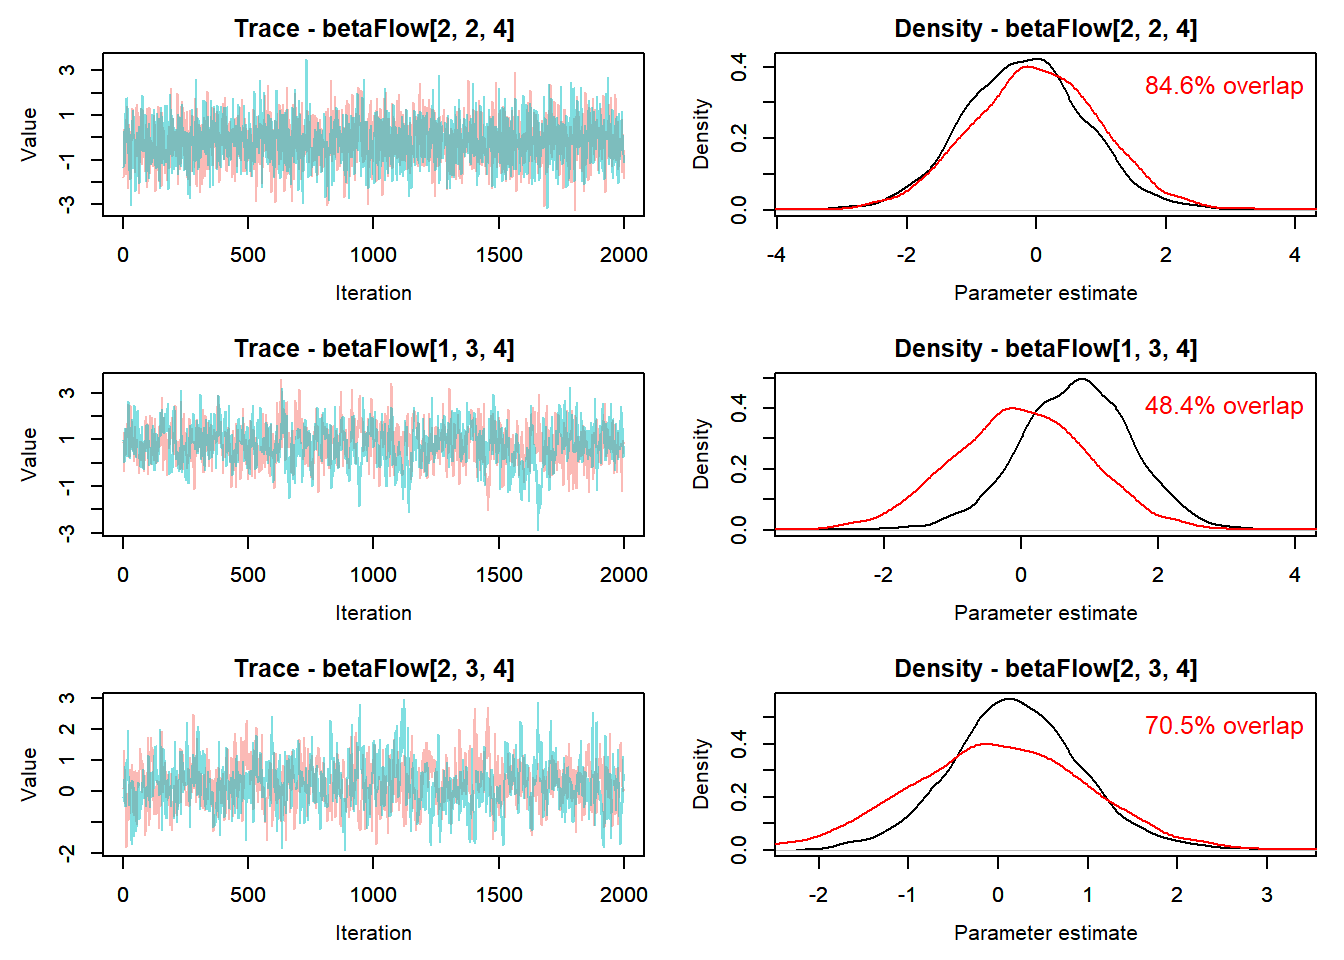 Trace - betaFlow[2, 2, 4]
Value
3
1
-1
-3
0 500 1000 1500 2000
Iteration
Density - betaFlow[2, 2, 4]
84.6% overlap
Density
0.4
0.2
0.0
-4 -2 0 2 4
Parameter estimate
Trace - betaFlow[1, 3, 4]
Value
3
1
-1
-3
0 500 1000 1500 2000
Iteration
Density - betaFlow[1, 3, 4]
48.4% overlap
Density
0.4
0.2
0.0
-2 0 2 4
Parameter estimate
Trace - betaFlow[2, 3, 4]
Value
3
2
1
0
-2
0 500 1000 1500 2000
Iteration
Density - betaFlow[2, 3, 4]
70.5% overlap
Density
0.4
0.2
0.0
-2 -1 0 1 2 3
Parameter estimate